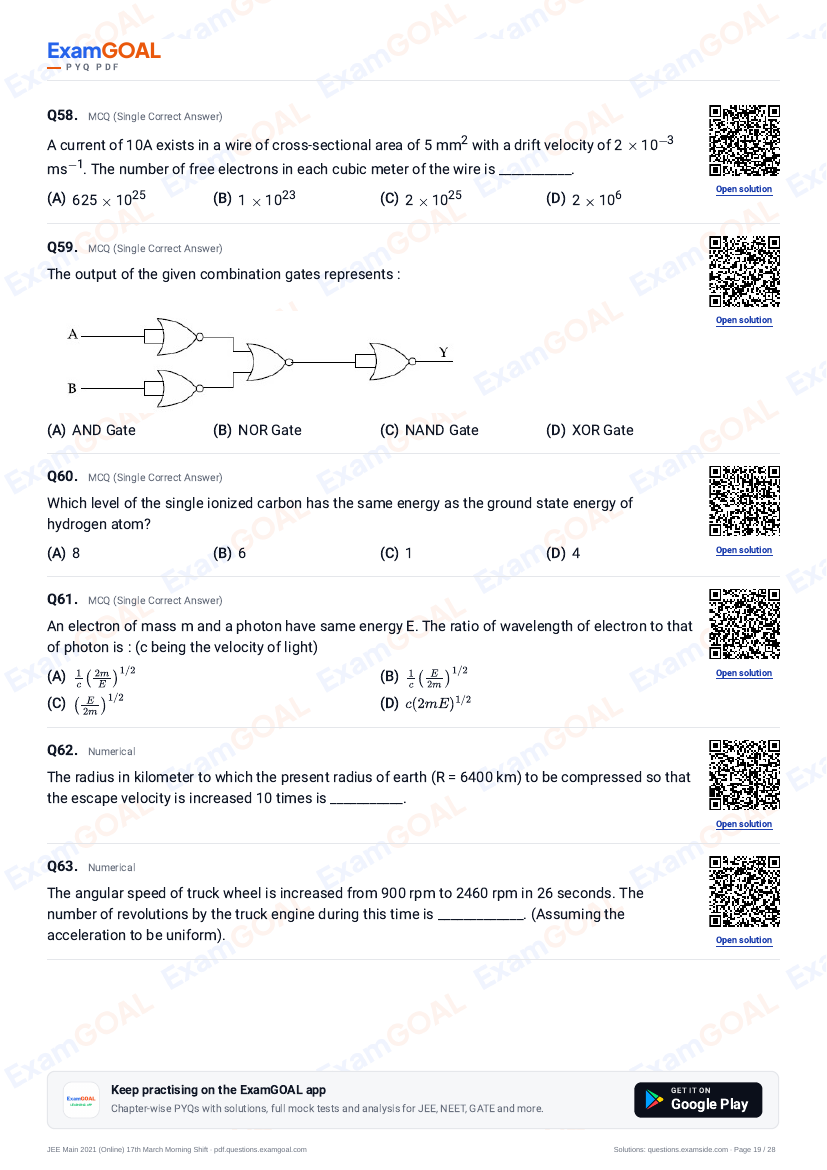 ExamGOAL
PYQ PDF
Q58. MCQ (Single Correct Answer)
A current of 10A exists in a wire of cross-sectional area of 5 mm² with a drift velocity of 2 × 10⁻³
ms⁻¹. The number of free electrons in each cubic meter of the wire is ___________.
(A) 625 × 10²⁵ (B) 1 × 10²³ (C) 2 × 10²⁵ (D) 2 × 10⁶
Open solution
Q59. MCQ (Single Correct Answer)
The output of the given combination gates represents :
Open solution
A
B
Y
(A) AND Gate (B) NOR Gate (C) NAND Gate (D) XOR Gate
Q60. MCQ (Single Correct Answer)
Which level of the single ionized carbon has the same energy as the ground state energy of
hydrogen atom?
(A) 8 (B) 6 (C) 1 (D) 4
Open solution
Q61. MCQ (Single Correct Answer)
An electron of mass m and a photon have same energy E. The ratio of wavelength of electron to that
of photon is : (c being the velocity of light)
(A) 1/c (2m/E)^1/2 (B) 1/c (E/2m)^1/2
(C) (E/2m)^1/2 (D) c(2mE)^1/2
Open solution
Q62. Numerical
The radius in kilometer to which the present radius of earth (R = 6400 km) to be compressed so that
the escape velocity is increased 10 times is ___________.
Open solution
Q63. Numerical
The angular speed of truck wheel is increased from 900 rpm to 2460 rpm in 26 seconds. The
number of revolutions by the truck engine during this time is _____________. (Assuming the
acceleration to be uniform).
Open solution
Keep practising on the ExamGOAL app
Chapter-wise PYQs with solutions, full mock tests and analysis for JEE, NEET, GATE and more.
GET IT ON
Google Play
JEE Main 2021 (Online) 17th March Morning Shift · pdf.questions.examgoal.com
Solutions: questions.examside.com · Page 19 / 28